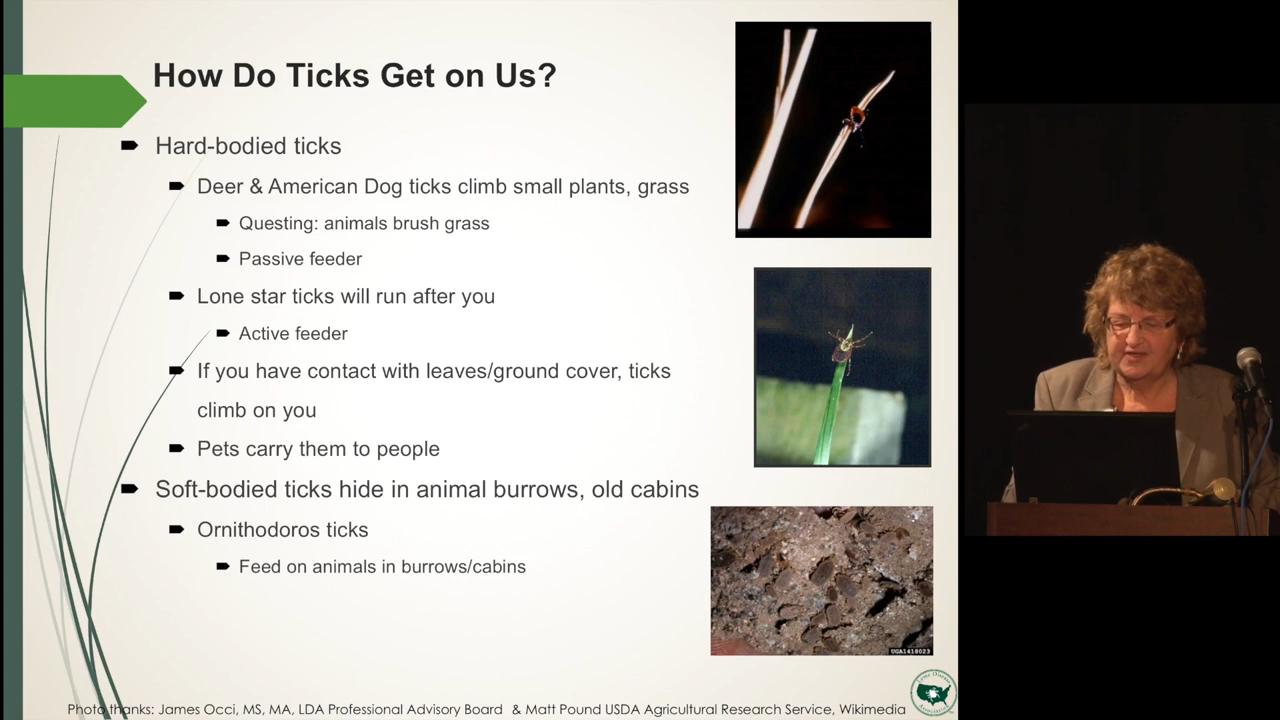 How Do Ticks Get on Us?
Hard-bodied ticks
Deer & American Dog ticks climb small plants, grass
Questing: animals brush grass
Passive feeder
Lone star ticks will run after you
Active feeder
If you have contact with leaves/ground cover, ticks
climb on you
Pets carry them to people
Soft-bodied ticks hide in animal burrows, old cabins
Ornithodoros ticks
Feed on animals in burrows/cabins
UGA1418023
Lyme Disease
Association
Photo thanks: James Occi, MS, MA, LDA Professional Advisory Board & Matt Pound USDA Agricultural Research Service, Wikimedia